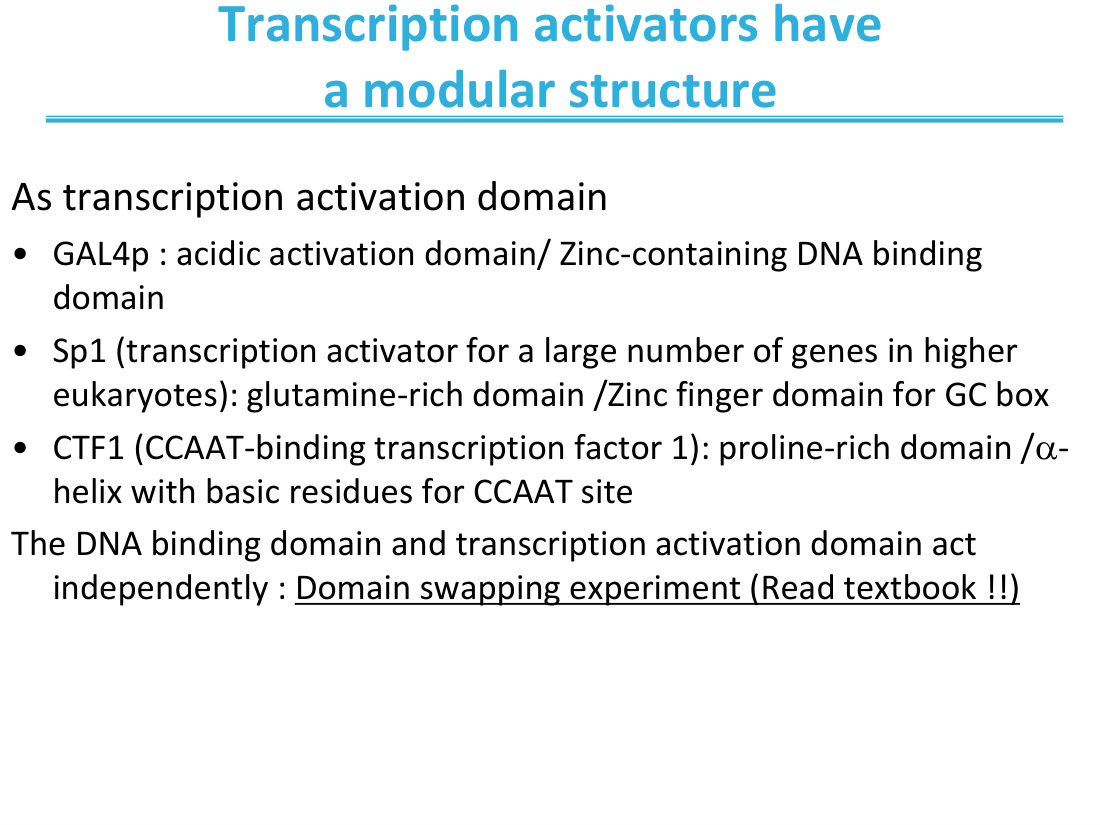 Transcription activators have
a modular structure
As transcription activation domain
• GAL4p : acidic activation domain/ Zinc-containing DNA binding
domain
• Sp1 (transcription activator for a large number of genes in higher
eukaryotes): glutamine-rich domain /Zinc finger domain for GC box
• CTF1 (CCAAT-binding transcription factor 1): proline-rich domain /α-
helix with basic residues for CCAAT site
The DNA binding domain and transcription activation domain act
independently : Domain swapping experiment (Read textbook !!)